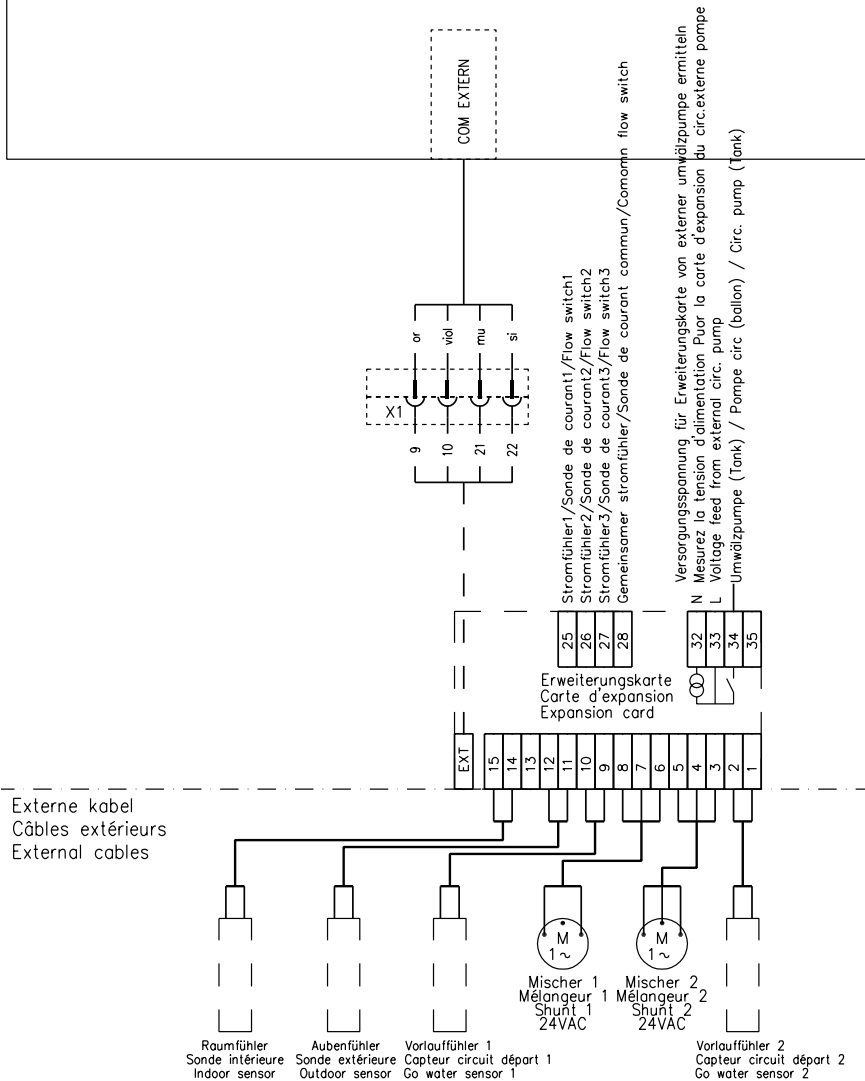 COM EXTERN
or
viol
mu
si
X1
9
10
21
22
Stromfühler1/Sonde de courant1/Flow switch1
Stromfühler2/Sonde de courant2/Flow switch2
Stromfühler3/Sonde de courant3/Flow switch3
Gemeinsamer stromfühler/Sonde de courant commun/Comomn flow switch
Versorgungsspannung für Erweiterungskarte von externer umwälzpumpe ermitteln
N Mesurez la tension d'alimentation Puor la carte d'expansion du circ.externe pompe
L Voltage feed from external circ. pump
Umwälzpumpe (Tank) / Pompe circ (ballon) / Circ. pump (Tank)
25
26
27
28
32
33
34
35
Erweiterungskarte
Carte d'expansion
Expansion card
EXT
15
14
13
12
11
10
9
8
7
6
5
4
3
2
1
Externe kabel
Câbles extérieurs
External cables
M
1~
M
1~
Mischer 1
Mélangeur 1
Shunt 1
24VAC
Mischer 2
Mélangeur 2
Shunt 2
24VAC
Raumfühler
Sonde intérieure
Indoor sensor
Aubenfühler
Sonde extérieure
Outdoor sensor
Vorlauffühler 1
Capteur circuit départ 1
Go water sensor 1
Vorlauffühler 2
Capteur circuit départ 2
Go water sensor 2